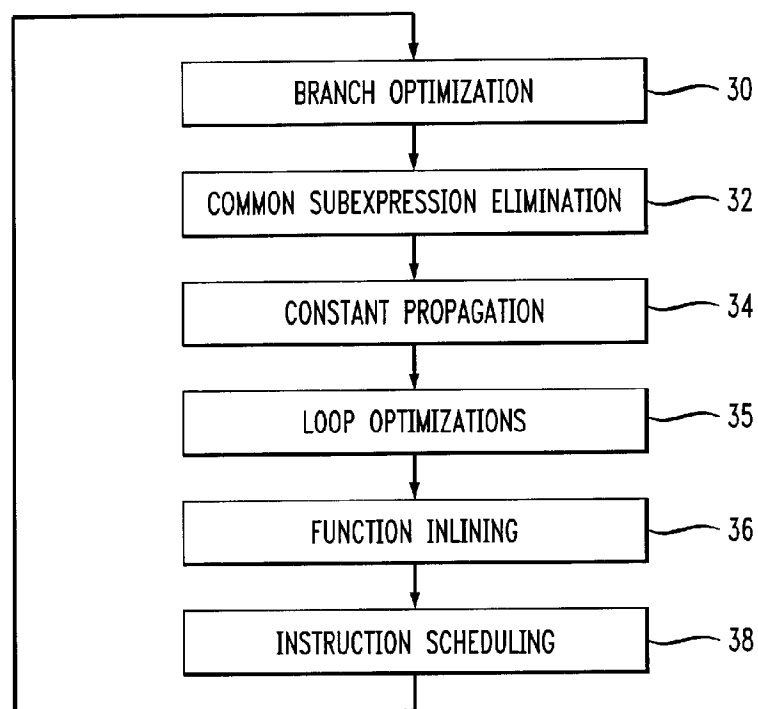 BRANCH OPTIMIZATION 30
COMMON SUBEXPRESSION ELIMINATION 32
CONSTANT PROPAGATION 34
LOOP OPTIMIZATIONS 35
FUNCTION INLINING 36
INSTRUCTION SCHEDULING 38